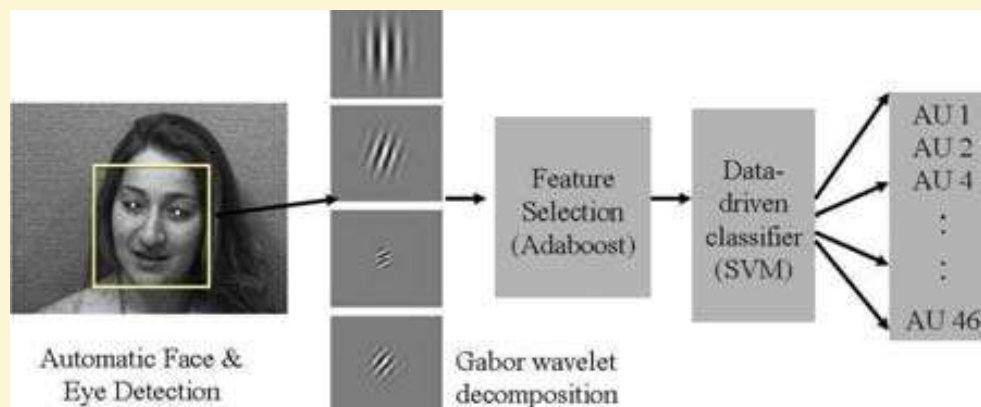 Automatic Face &
Eye Detection
Gabor wavelet
decomposition
Feature
Selection
(Adaboost)
Data-
driven
classifier
(SVM)
AU 1
AU 2
AU 4
:
:
AU 46